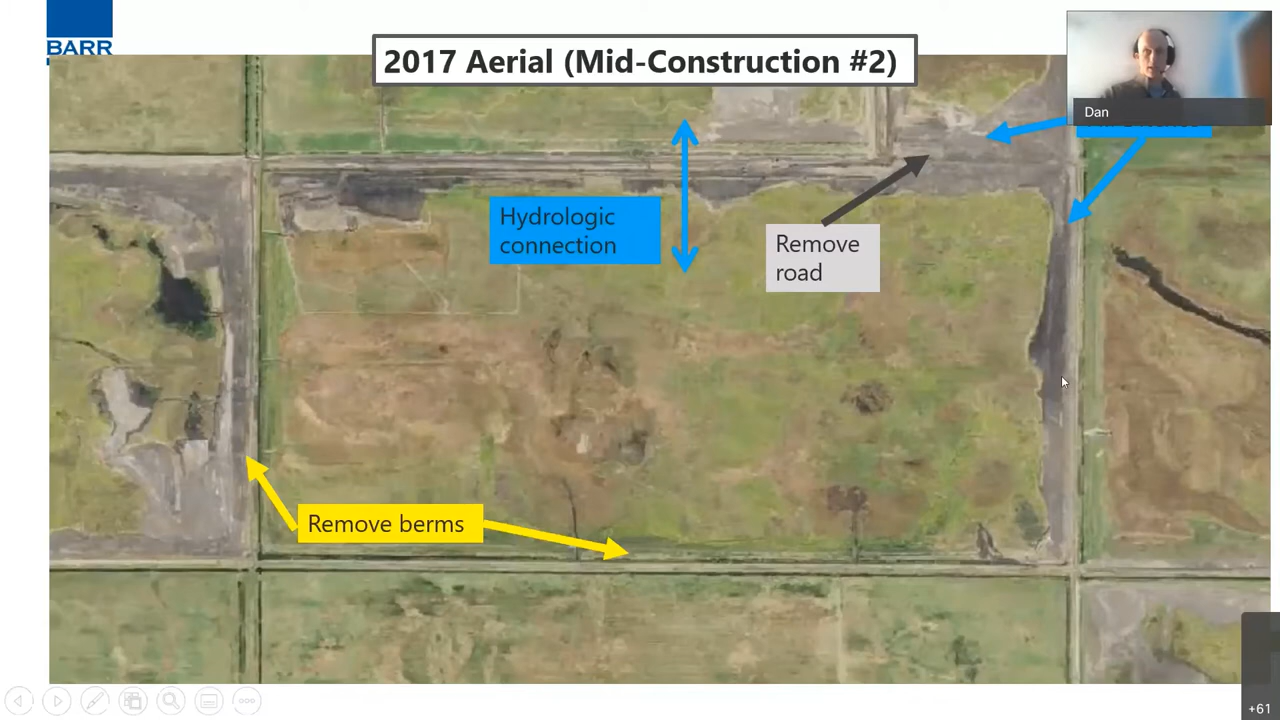 BARR
2017 Aerial (Mid-Construction #2)
Dan
Hydrologic
connection
Remove
road
Remove berms
+61